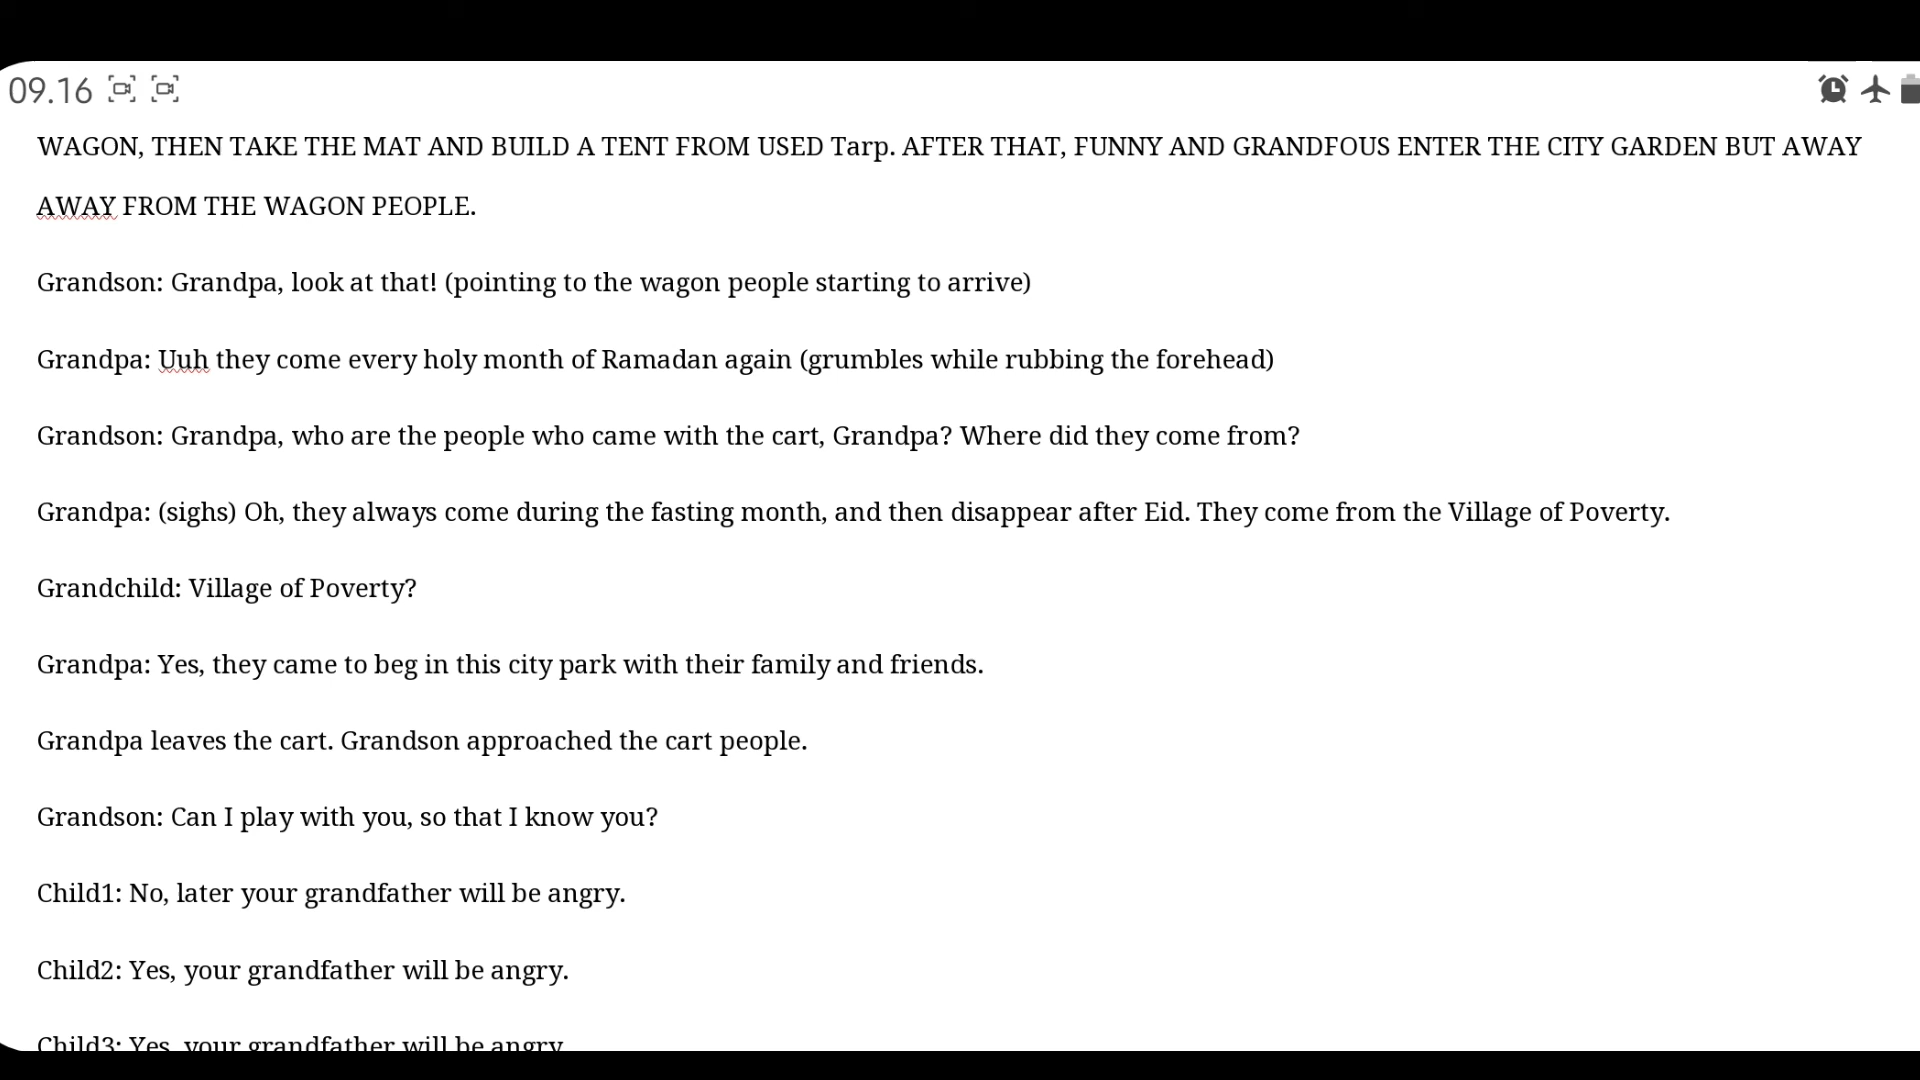 09.16
WAGON, THEN TAKE THE MAT AND BUILD A TENT FROM USED Tarp. AFTER THAT, FUNNY AND GRANDFOUS ENTER THE CITY GARDEN BUT AWAY
AWAY FROM THE WAGON PEOPLE.
Grandson: Grandpa, look at that! (pointing to the wagon people starting to arrive)
Grandpa: Uuh they come every holy month of Ramadan again (grumbles while rubbing the forehead)
Grandson: Grandpa, who are the people who came with the cart, Grandpa? Where did they come from?
Grandpa: (sighs) Oh, they always come during the fasting month, and then disappear after Eid. They come from the Village of Poverty.
Grandchild: Village of Poverty?
Grandpa: Yes, they came to beg in this city park with their family and friends.
Grandpa leaves the cart. Grandson approached the cart people.
Grandson: Can I play with you, so that I know you?
Child1: No, later your grandfather will be angry.
Child2: Yes, your grandfather will be angry.
Child3: Yes, your grandfather will be angry.